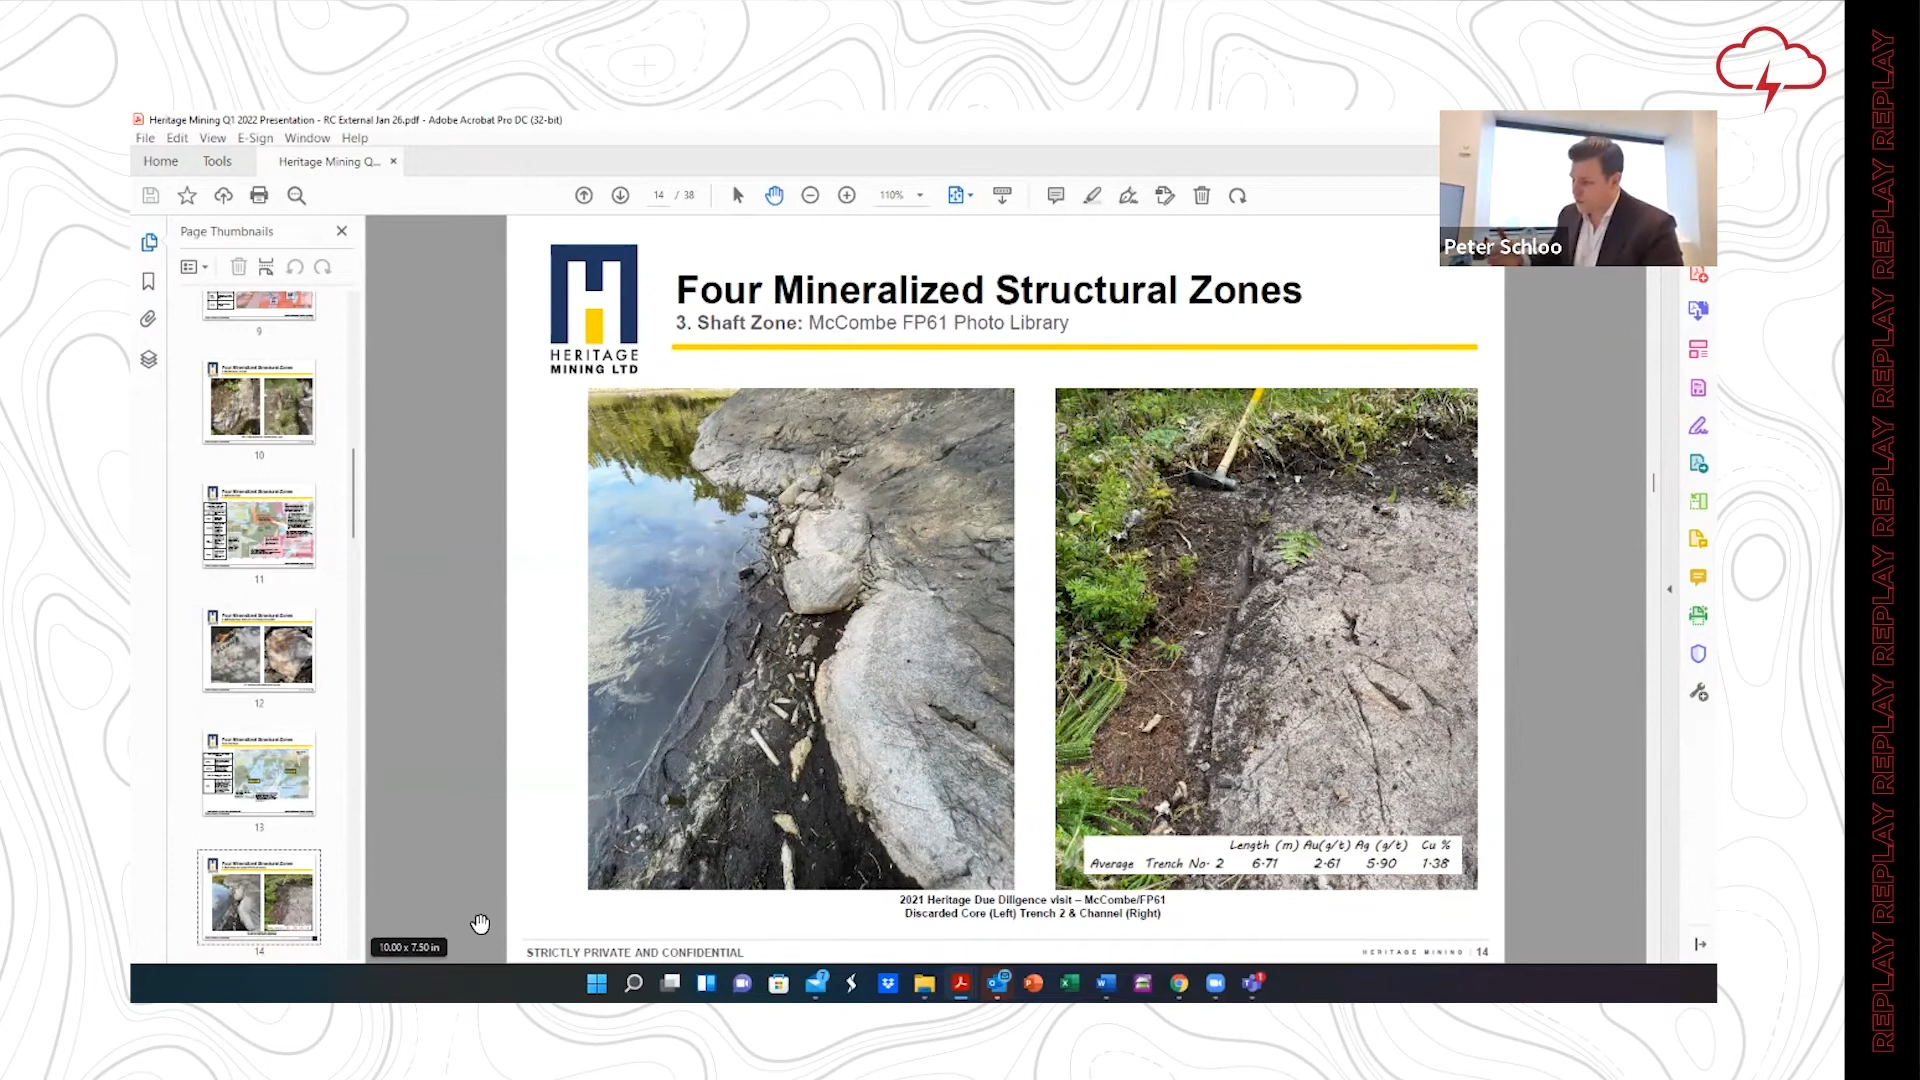 Heritage Mining Q1 2022 Presentation - RC External Jan 26.pdf - Adobe Acrobat Pro DC (32-bit)
File Edit View E-Sign Window Help
Home Tools Heritage Mining Q... ×
14 / 38 110%
Page Thumbnails
9
10
11
12
13
14
10.00 x 7.50 in
HERITAGE
MINING LTD
Four Mineralized Structural Zones
3. Shaft Zone: McCombe FP61 Photo Library
Length (m) Au(g/t) Ag (g/t) Cu %
Average Trench No. 2 6.71 2.61 5.90 1.38
2021 Heritage Due Diligence visit – McCombe/FP61
Discarded Core (Left) Trench 2 & Channel (Right)
STRICTLY PRIVATE AND CONFIDENTIAL
HERITAGE MINING | 14
Peter Schloo
REPLAY REPLAY REPLAY REPLAY REPLAY REPLAY REPLAY REPLAY